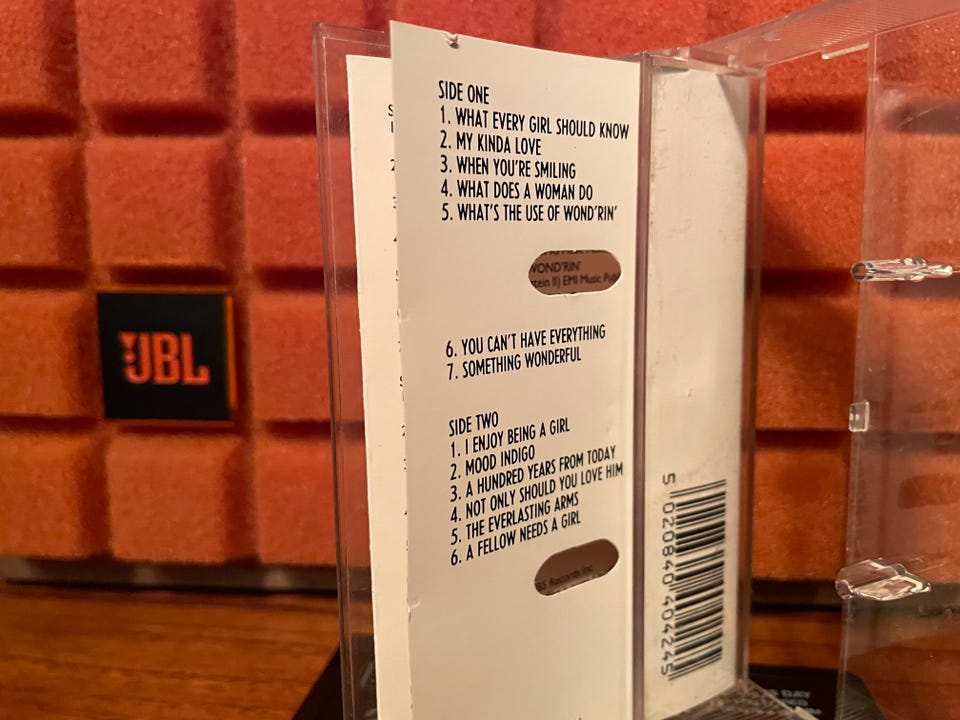 SIDE ONE
1. WHAT EVERY GIRL SHOULD KNOW
2. MY KINDA LOVE
3. WHEN YOU'RE SMILING
4. WHAT DOES A WOMAN DO
5. WHAT'S THE USE OF WOND'RIN'
WOND'RIN'
tein II) EMI Music Pu
6. YOU CAN'T HAVE EVERYTHING
7. SOMETHING WONDERFUL
SIDE TWO
1. I ENJOY BEING A GIRL
2. MOOD INDIGO
3. A HUNDRED YEARS FROM TODAY
4. NOT ONLY SHOULD YOU LOVE HIM
5. THE EVERLASTING ARMS
6. A FELLOW NEEDS A GIRL
Records Inc
JBL
5 020840 404245